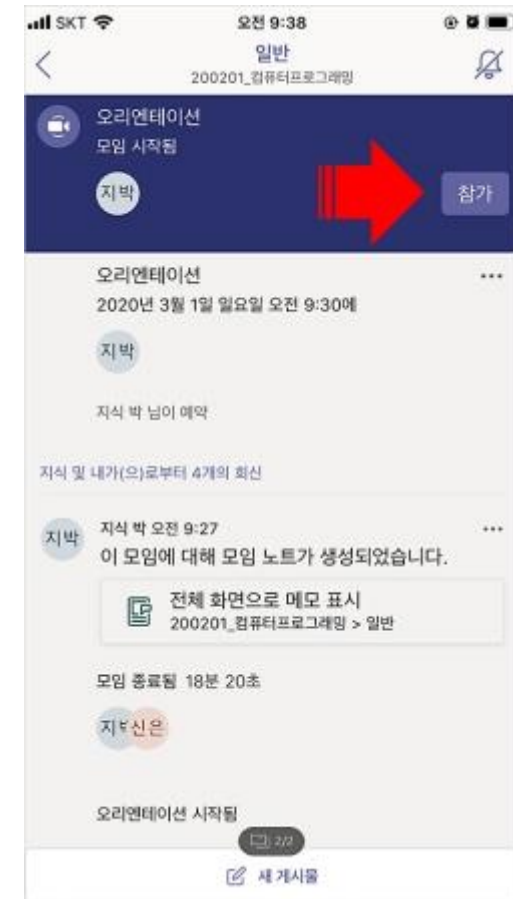 SKT 오전 9:38
일반
200201_컴퓨터프로그래밍
오리엔테이션
모임 시작됨
지박
참가
오리엔테이션
2020년 3월 1일 일요일 오전 9:30에
지박
지식 박 님이 예약
지식 및 내가(으)로부터 4개의 회신
지박
지식 박 오전 9:27
이 모임에 대해 모임 노트가 생성되었습니다.
전체 화면으로 메모 표시
200201_컴퓨터프로그래밍 > 일반
모임 종료됨 18분 20초
신은
오리엔테이션 시작됨
2/2
새 게시물